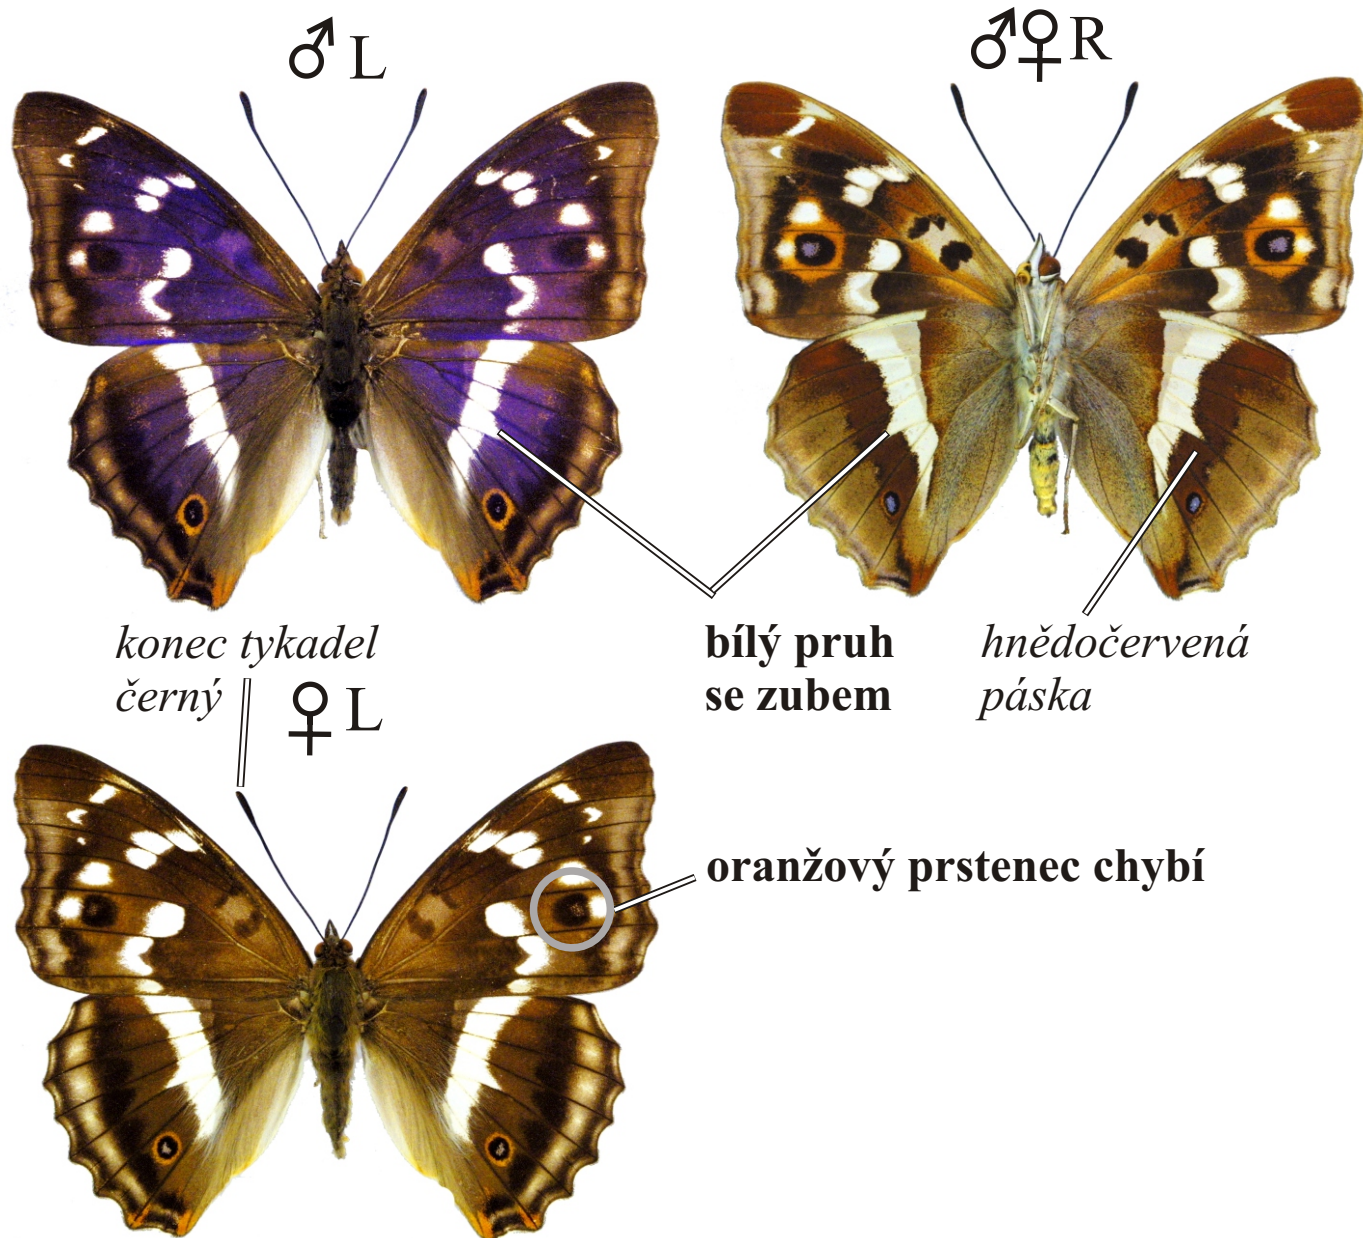 ♂ L
♂♀ R
konec tykadel
černý
♀ L
bílý pruh
se zubem
hnědočervená
páska
oranžový prstenec chybí